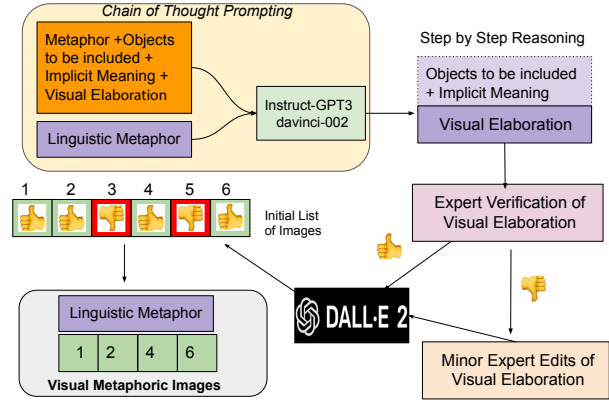 Chain of Thought Prompting
Metaphor +Objects
to be included +
Implicit Meaning +
Visual Elaboration
Linguistic Metaphor
Instruct-GPT3
davinci-002
Step by Step Reasoning
Objects to be included
+ Implicit Meaning
Visual Elaboration
Expert Verification of
Visual Elaboration
1 2 3 4 5 6
Initial List
of Images
DALL·E 2
Minor Expert Edits of
Visual Elaboration
Linguistic Metaphor
1 2 4 6
Visual Metaphoric Images